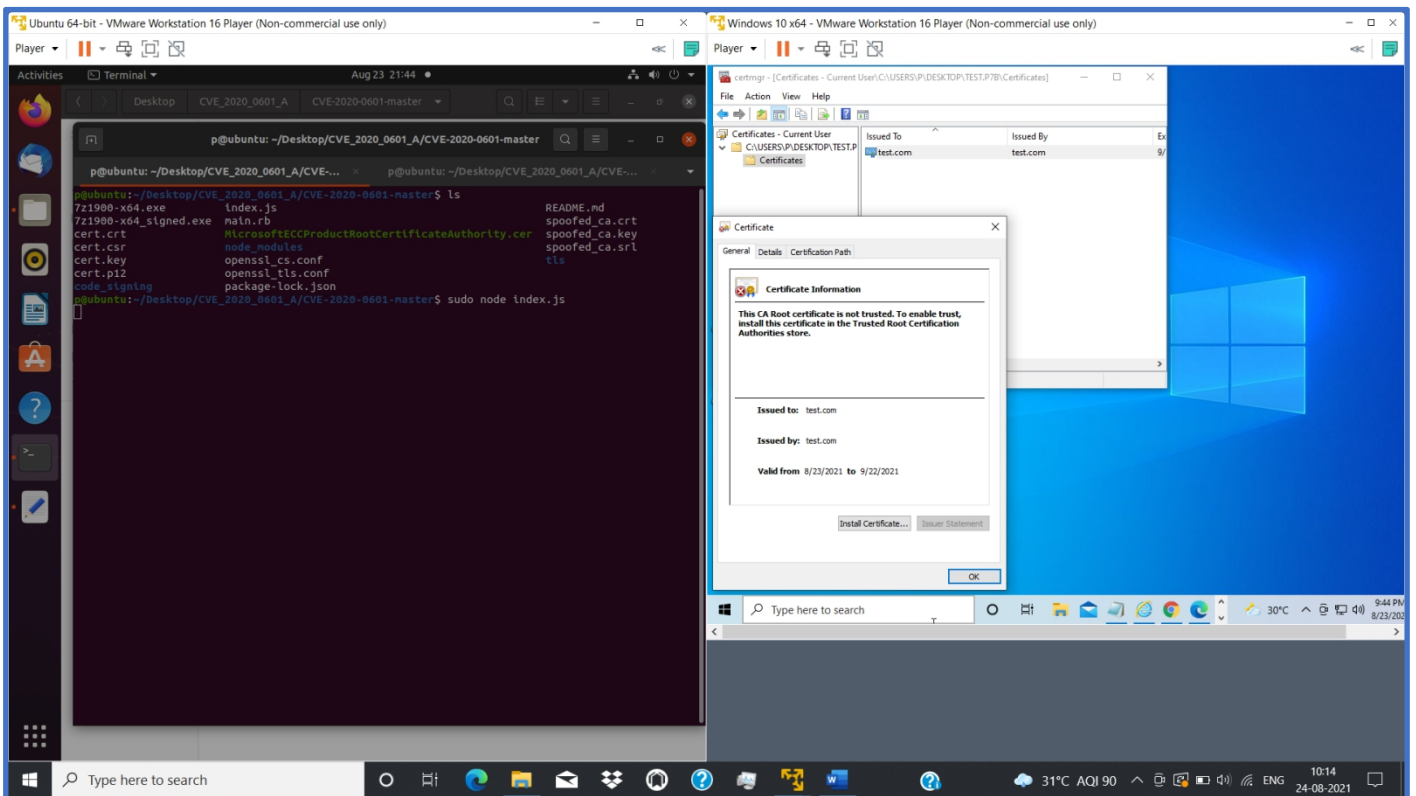 Ubuntu 64-bit - VMware Workstation 16 Player (Non-commercial use only)
Player
Activities
Terminal
Aug 23 21:44
Desktop
CVE_2020_0601_A
CVE-2020-0601-master
p@ubuntu: ~/Desktop/CVE_2020_0601_A/CVE-2020-0601-master
p@ubuntu: ~/Desktop/CVE_2020_0601_A/CVE-...
p@ubuntu: ~/Desktop/CVE_2020_0601_A/CVE-...
p@ubuntu:~/Desktop/CVE_2020_0601_A/CVE-2020-0601-master$ ls
7z1900-x64.exe index.js README.md
7z1900-x64_signed.exe main.rb spoofed_ca.crt
cert.crt MicrosoftECCProductRootCertificateAuthority.cer spoofed_ca.key
cert.csr node_modules spoofed_ca.srl
cert.key openssl_cs.conf tls
cert.p12 openssl_tls.conf
code_signing package-lock.json
p@ubuntu:~/Desktop/CVE_2020_0601_A/CVE-2020-0601-master$ sudo node index.js
Windows 10 x64 - VMware Workstation 16 Player (Non-commercial use only)
Player
certmgr - [Certificates - Current User\C:\USERS\P\DESKTOP\TEST.P7B\Certificates]
File Action View Help
Certificates - Current User
C:\USERS\P\DESKTOP\TEST.P
Certificates
Issued To Issued By Ex
test.com test.com 9/
Certificate
General Details Certification Path
Certificate Information
This CA Root certificate is not trusted. To enable trust,
install this certificate in the Trusted Root Certification
Authorities store.
Issued to: test.com
Issued by: test.com
Valid from 8/23/2021 to 9/22/2021
Install Certificate... Issuer Statement
OK
Type here to search
30°C
9:44 PM
8/23/202
Type here to search
31°C AQI 90
ENG
10:14
24-08-2021